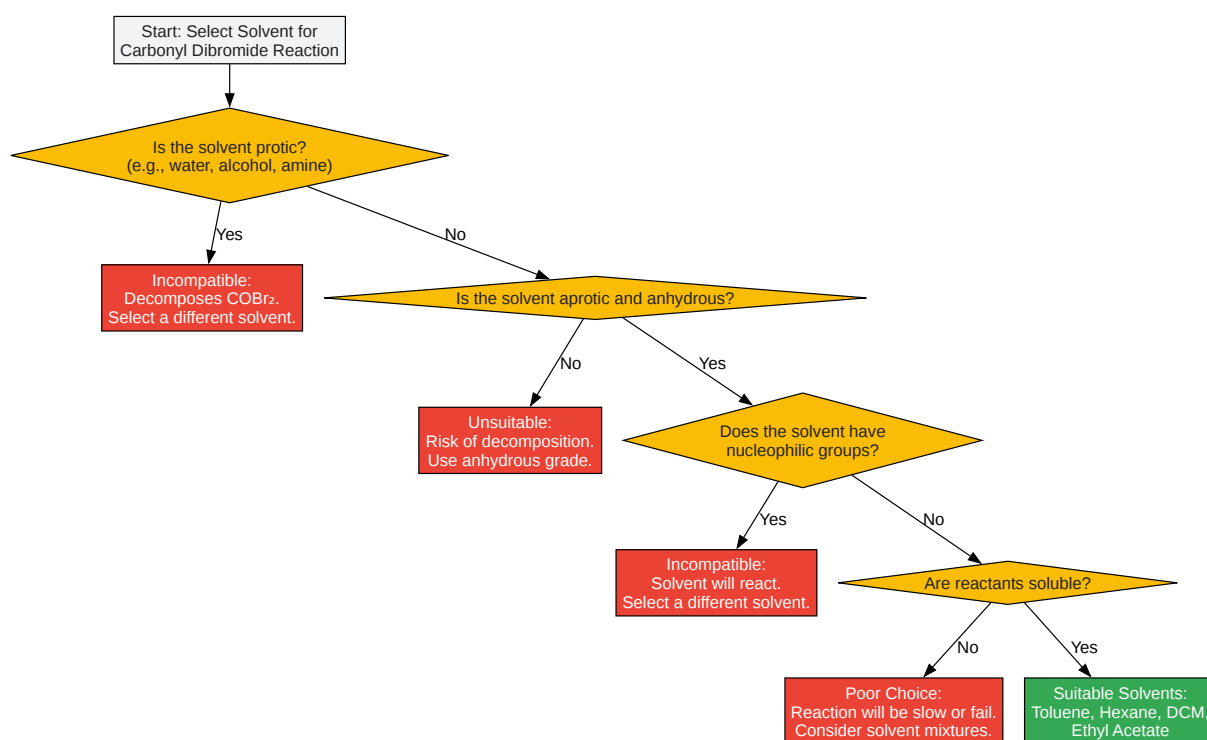 Start: Select Solvent for
Carbonyl Dibromide Reaction
Is the solvent protic?
(e.g., water, alcohol, amine)
Yes
No
Incompatible:
Decomposes COBr₂.
Select a different solvent.
Is the solvent aprotic and anhydrous?
No
Yes
Unsuitable:
Risk of decomposition.
Use anhydrous grade.
Does the solvent have
nucleophilic groups?
Yes
No
Incompatible:
Solvent will react.
Select a different solvent.
Are reactants soluble?
No
Yes
Poor Choice:
Reaction will be slow or fail.
Consider solvent mixtures.
Suitable Solvents:
Toluene, Hexane, DCM,
Ethyl Acetate